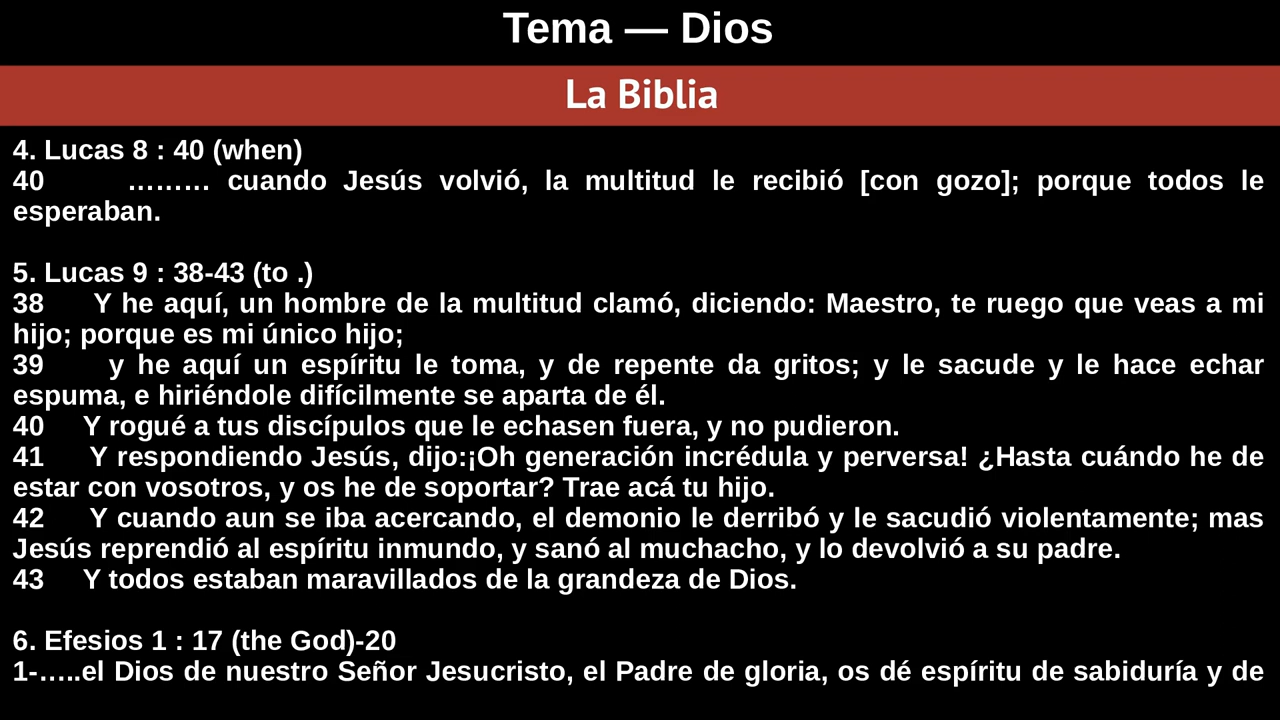 Tema — Dios
La Biblia
4. Lucas 8 : 40 (when)
40 ……… cuando Jesús volvió, la multitud le recibió [con gozo]; porque todos le
esperaban.
5. Lucas 9 : 38-43 (to .)
38 Y he aquí, un hombre de la multitud clamó, diciendo: Maestro, te ruego que veas a mi
hijo; porque es mi único hijo;
39 y he aquí un espíritu le toma, y de repente da gritos; y le sacude y le hace echar
espuma, e hiriéndole difícilmente se aparta de él.
40 Y rogué a tus discípulos que le echasen fuera, y no pudieron.
41 Y respondiendo Jesús, dijo:¡Oh generación incrédula y perversa! ¿Hasta cuándo he de
estar con vosotros, y os he de soportar? Trae acá tu hijo.
42 Y cuando aun se iba acercando, el demonio le derribó y le sacudió violentamente; mas
Jesús reprendió al espíritu inmundo, y sanó al muchacho, y lo devolvió a su padre.
43 Y todos estaban maravillados de la grandeza de Dios.
6. Efesios 1 : 17 (the God)-20
1-…..el Dios de nuestro Señor Jesucristo, el Padre de gloria, os dé espíritu de sabiduría y de